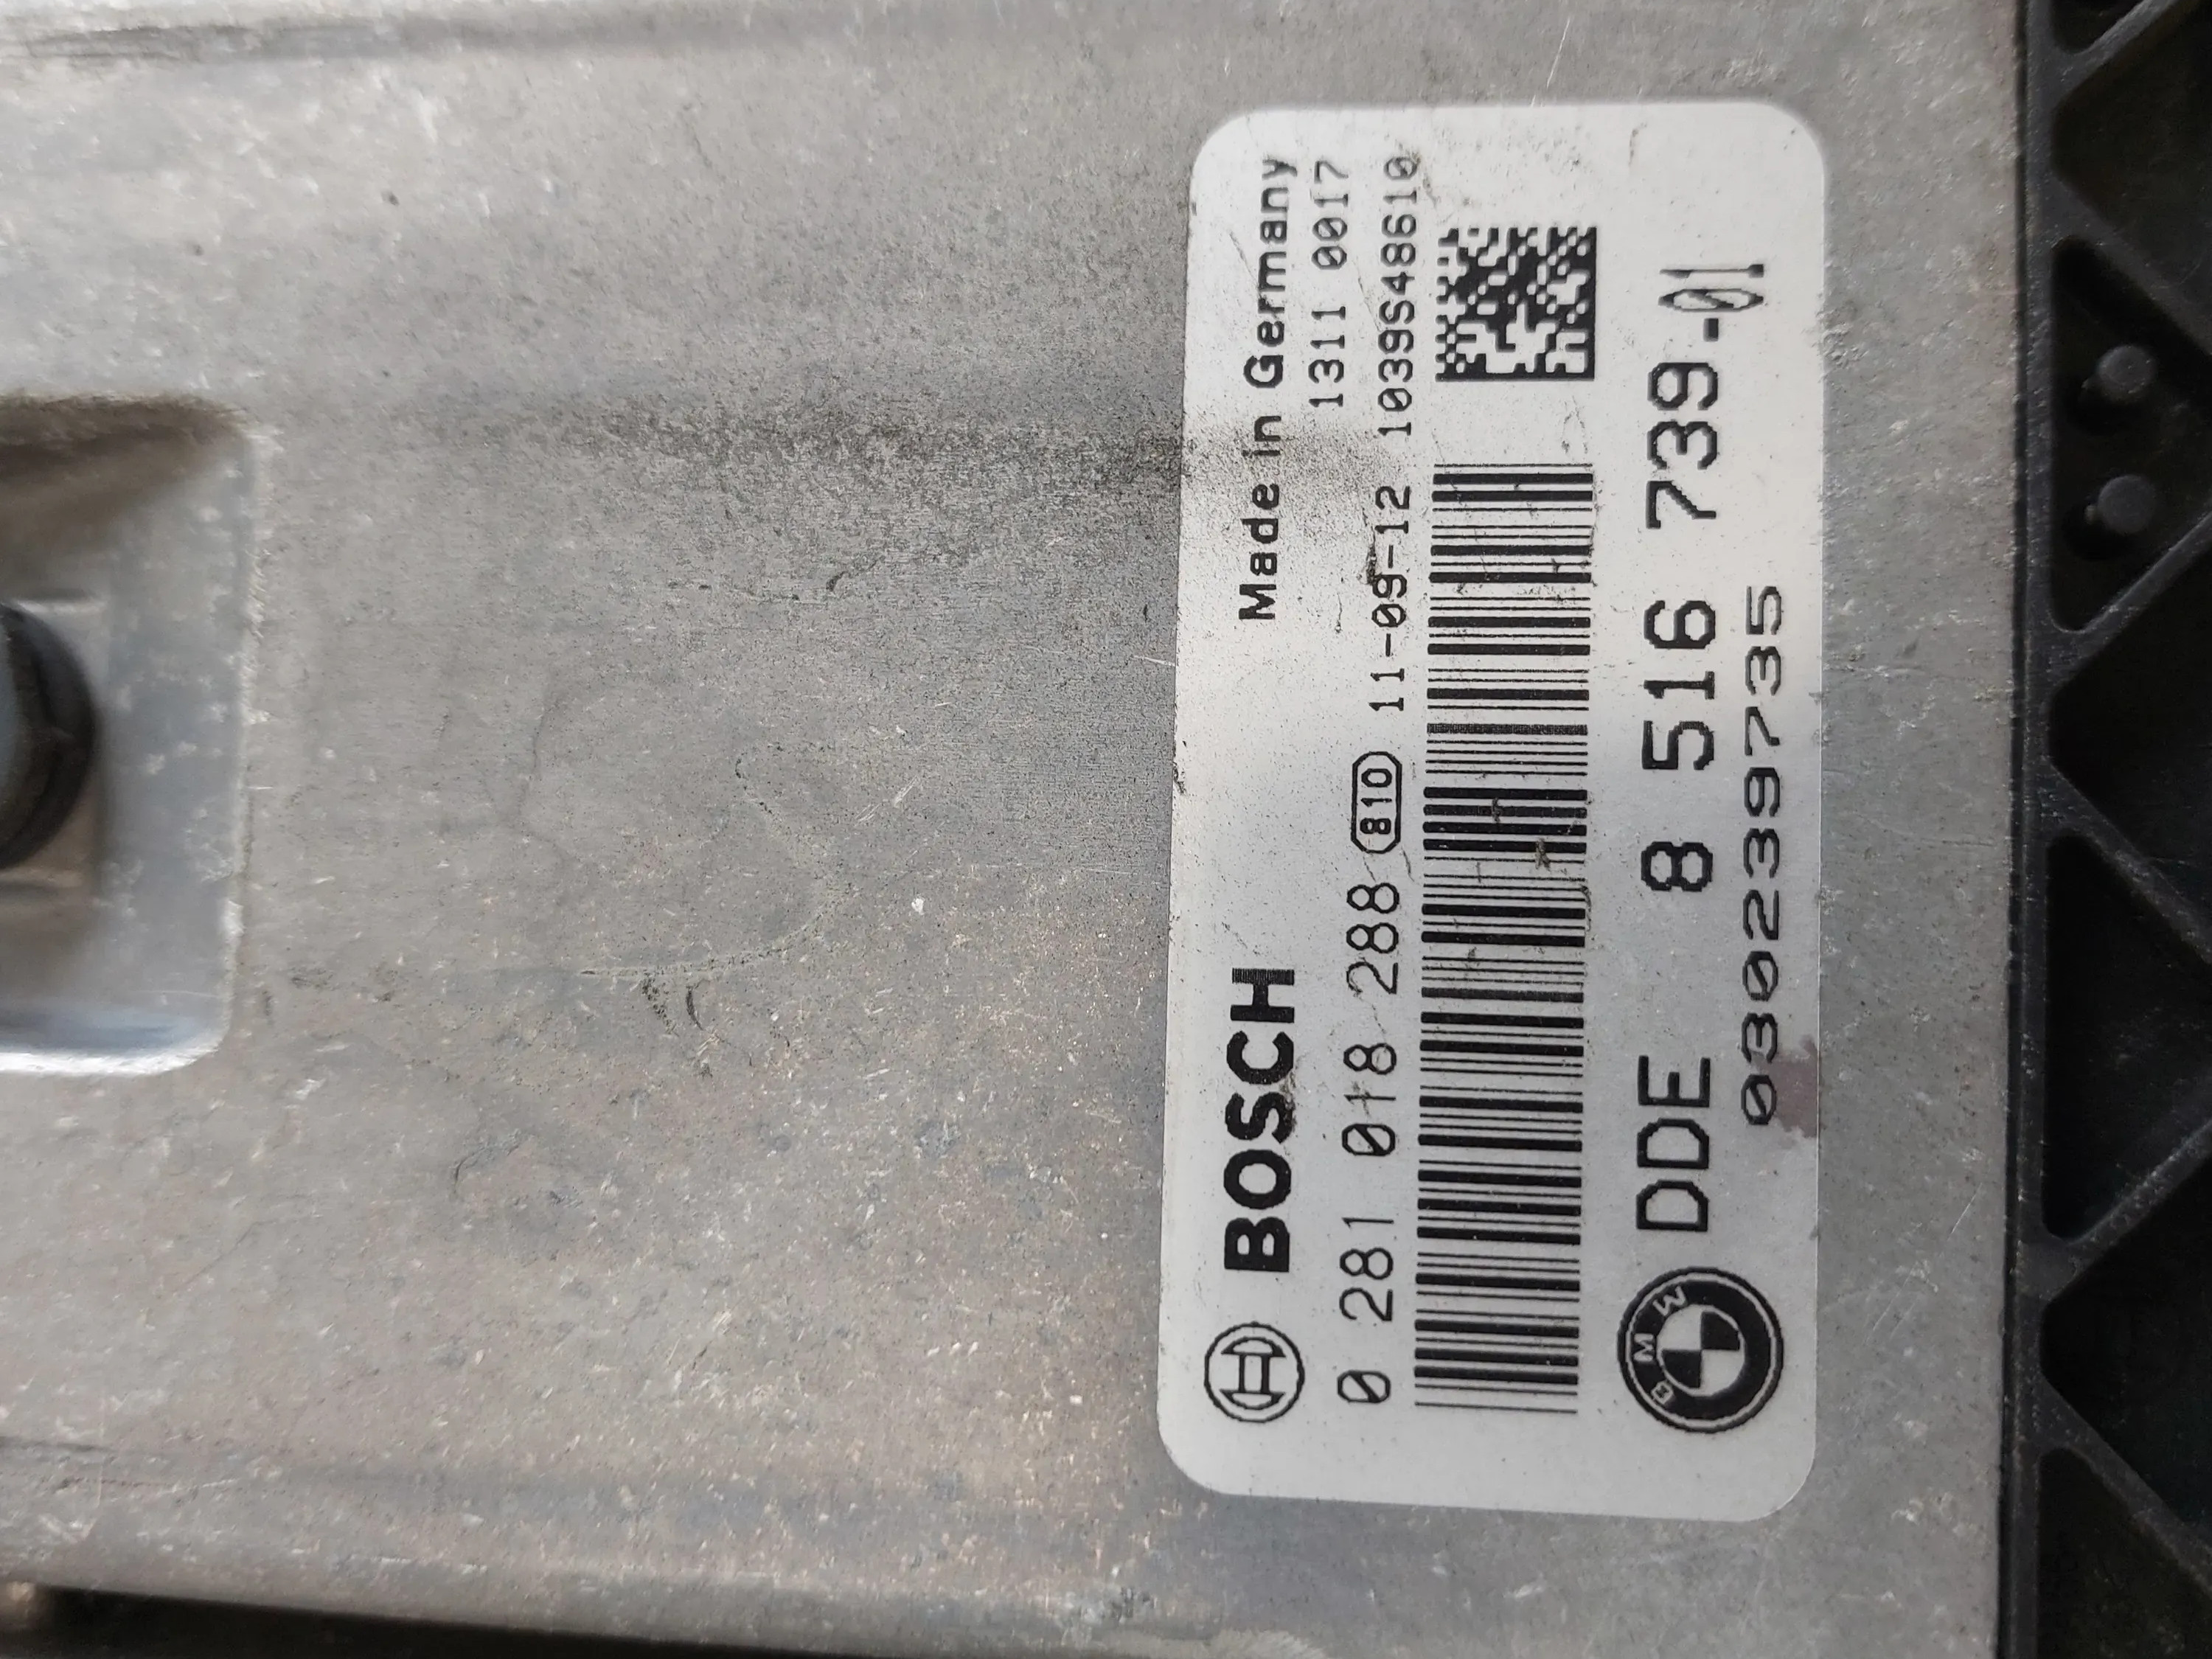 BOSCH
Made in Germany
1311 0017
0 281 018 288 810 11-09-12 1039S48610
BMW DDE 8 516 739-01
030239735